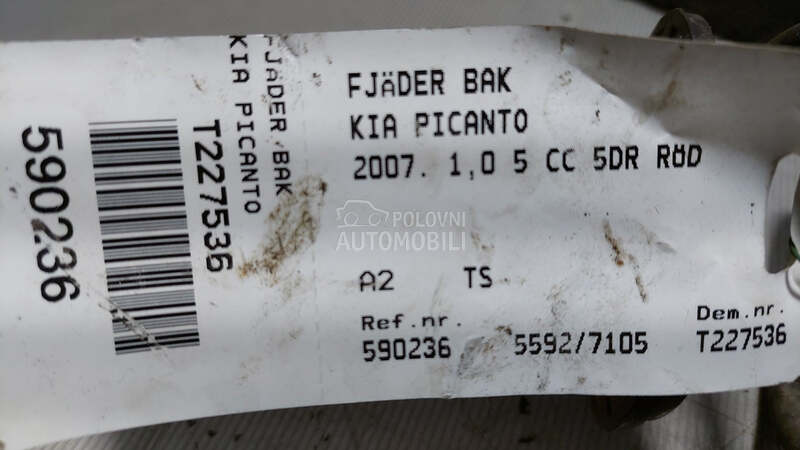 FJÄDER BAK
KIA PICANTO
2007. 1,0 5 CC 5DR RÖD
A2 TS
Ref.nr. Dem.nr.
590236 5592/7105 T227536
FJÄDER BAK
KIA PICANTO
T227536
590236
POLOVNI
AUTOMOBILI